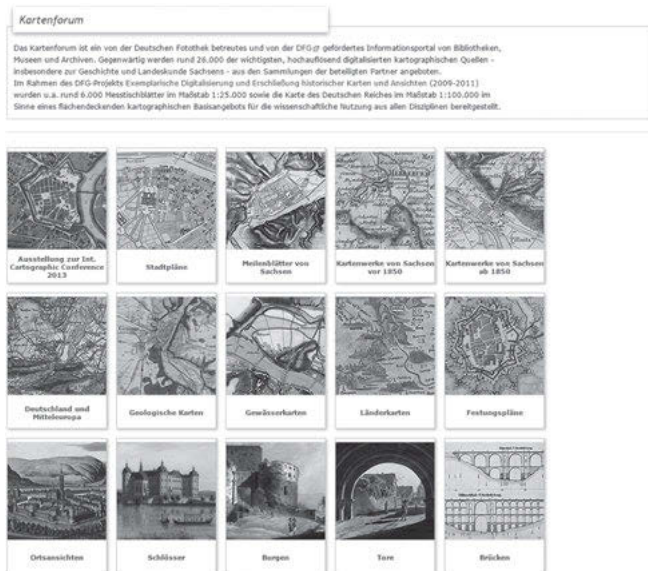 Kartenforum
Das Kartenforum ist ein von der Deutschen Fotothek betreutes und von der DFG gefördertes Informationsportal von Bibliotheken,
Museen und Archiven. Gegenwärtig werden rund 26.000 der wichtigsten, hochauflösend digitalisierten kartographischen Quellen -
insbesondere zur Geschichte und Landeskunde Sachsens - aus den Sammlungen der beteiligten Partner angeboten.
Im Rahmen des DFG-Projekts Exemplarische Digitalisierung und Erschließung historischer Karten und Ansichten (2009-2011)
wurden u.a. rund 6.000 Messtischblätter im Maßstab 1:25.000 sowie die Karte des Deutschen Reiches im Maßstab 1:100.000 im
Sinne eines flächendeckenden kartographischen Basisangebots für die wissenschaftliche Nutzung aus allen Disziplinen bereitgestellt.
Ausstellung zur Int.
Cartographic Conference
2013
Stadtpläne
Meilenblätter von
Sachsen
Kartenwerke von Sachsen
vor 1850
Kartenwerke von Sachsen
ab 1850
Deutschland und
Mitteleuropa
Geologische Karten
Gewässerkarten
Länderkarten
Festungspläne
Ortsansichten
Schlösser
Burgen
Tore
Brücken